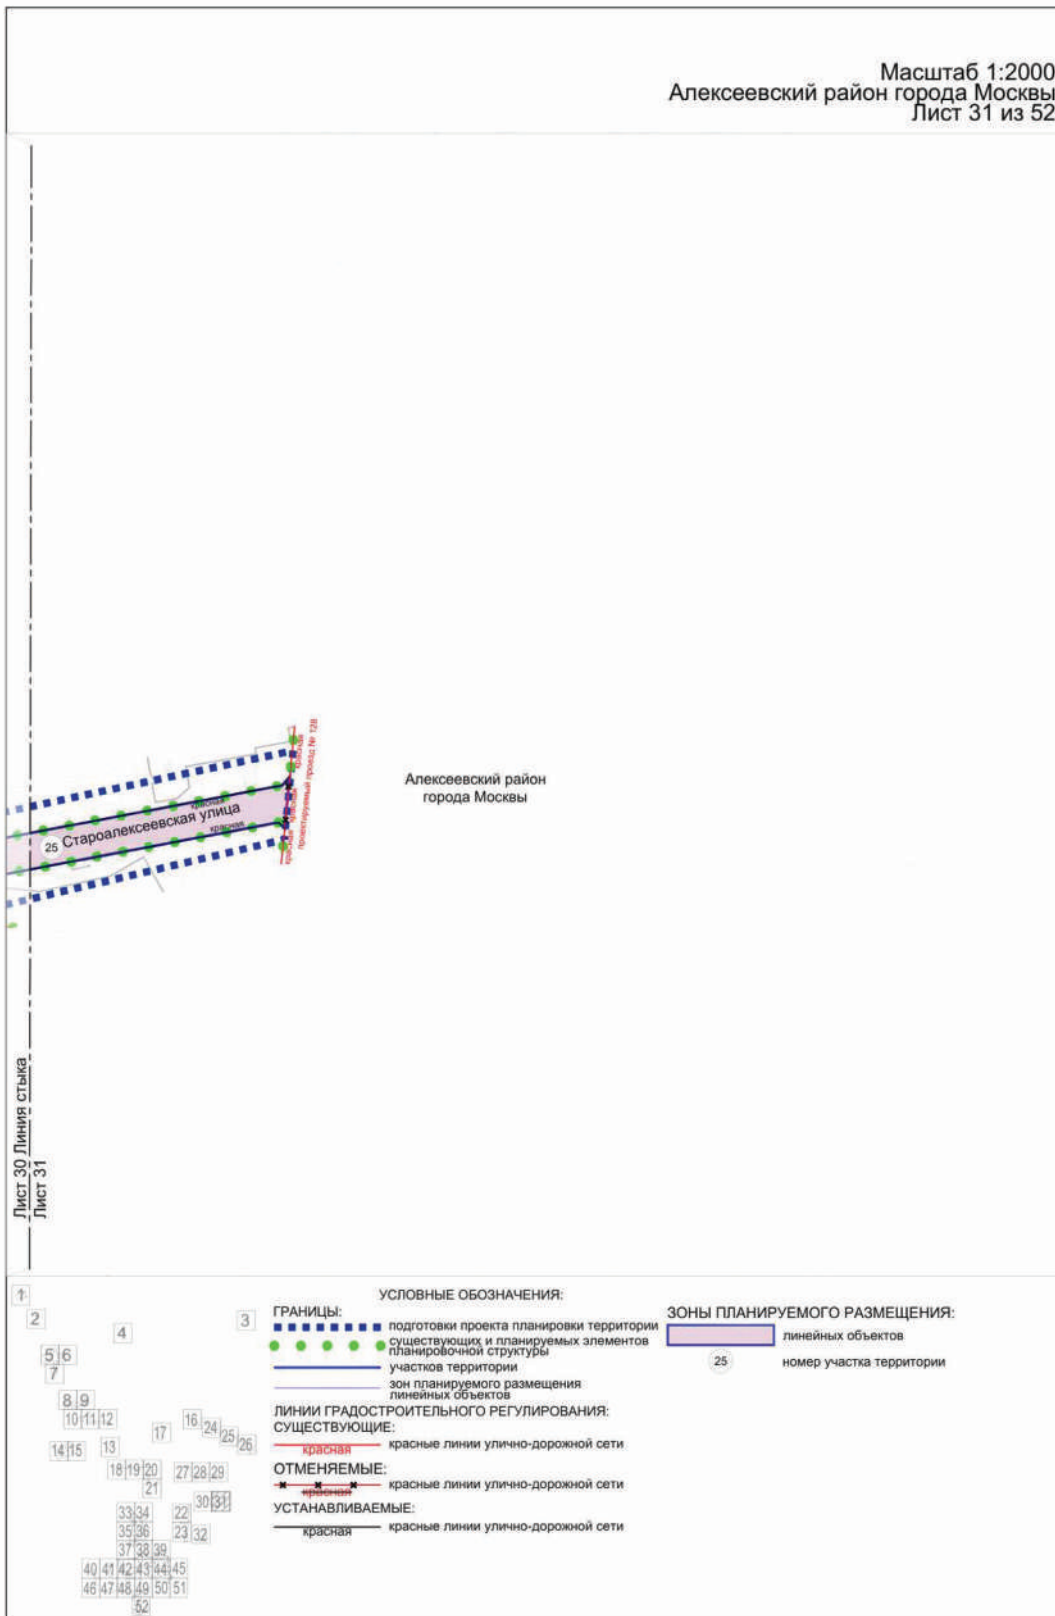 Масштаб 1:2000
Алексеевский район города Москвы
Лист 31 из 52
Алексеевский район
города Москвы
красная
проектируемый проезд № 128
красная
красная
красная
Староалексеевская улица
25
красная
Лист 30 Линия стыка
Лист 31
1
2
3
4
5 6
7
8 9
10 11 12
16
17
24
25
26
13
14 15
18 19 20
27 28 29
21
30 31
33 34
22
35 36
23 32
37 38 39
40 41 42 43 44 45
46 47 48 49 50 51
52
УСЛОВНЫЕ ОБОЗНАЧЕНИЯ:
ГРАНИЦЫ:
подготовки проекта планировки территории
существующих и планируемых элементов
планировочной структуры
участков территории
зон планируемого размещения
линейных объектов
ЛИНИИ ГРАДОСТРОИТЕЛЬНОГО РЕГУЛИРОВАНИЯ:
СУЩЕСТВУЮЩИЕ:
красная
красные линии улично-дорожной сети
ОТМЕНЯЕМЫЕ:
красная
красные линии улично-дорожной сети
УСТАНАВЛИВАЕМЫЕ:
красная
красные линии улично-дорожной сети
ЗОНЫ ПЛАНИРУЕМОГО РАЗМЕЩЕНИЯ:
линейных объектов
25
номер участка территории